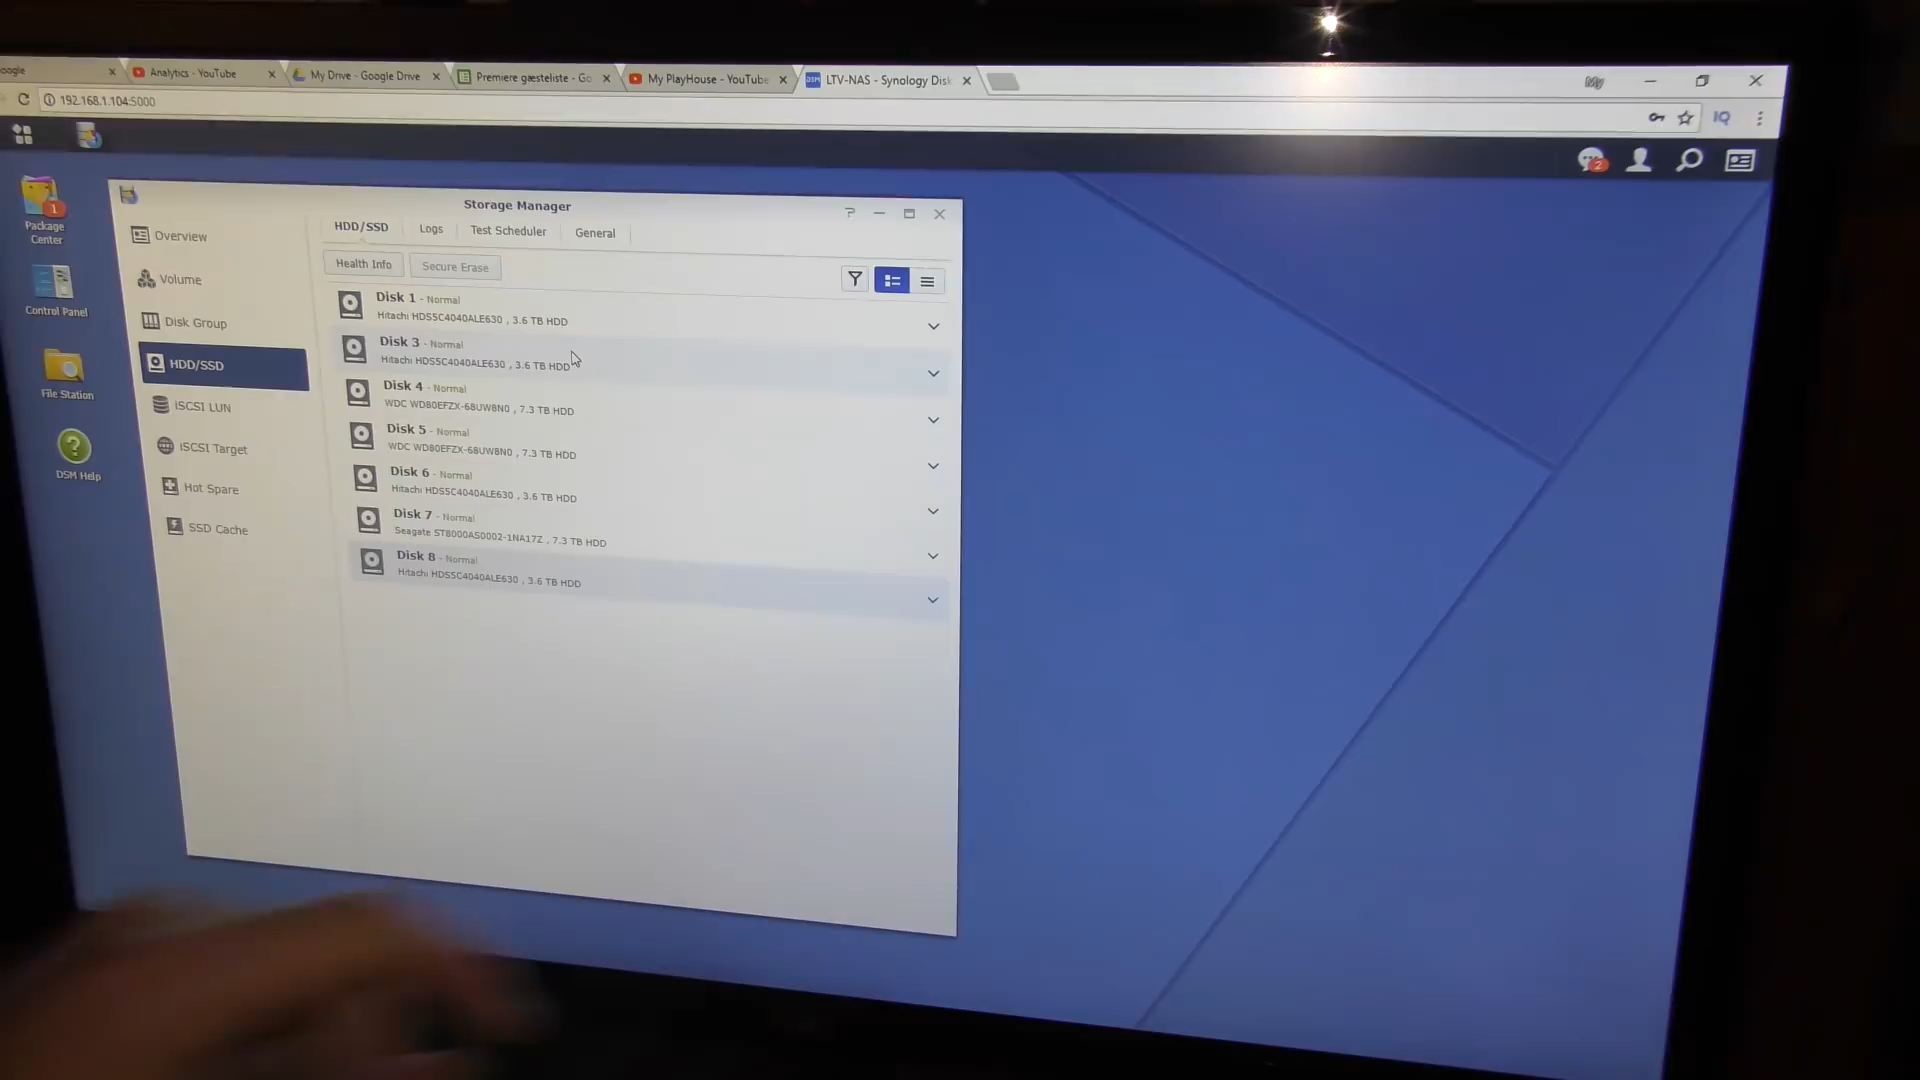 oogle
Analytics - YouTube
My Drive - Google Drive
Premiere gæsteliste - Go
My PlayHouse - YouTube
LTV-NAS - Synology Disk
My
192.168.1.104:5000
IQ
2
1
Package
Center
Control Panel
File Station
DSM Help
Storage Manager
Overview
Volume
Disk Group
HDD/SSD
iSCSI LUN
iSCSI Target
Hot Spare
SSD Cache
HDD/SSD
Logs
Test Scheduler
General
Health Info
Secure Erase
Disk 1 - Normal
Hitachi HDS5C4040ALE630 , 3.6 TB HDD
Disk 3 - Normal
Hitachi HDS5C4040ALE630 , 3.6 TB HDD
Disk 4 - Normal
WDC WD80EFZX-68UW8N0 , 7.3 TB HDD
Disk 5 - Normal
WDC WD80EFZX-68UW8N0 , 7.3 TB HDD
Disk 6 - Normal
Hitachi HDS5C4040ALE630 , 3.6 TB HDD
Disk 7 - Normal
Seagate ST8000AS0002-1NA17Z , 7.3 TB HDD
Disk 8 - Normal
Hitachi HDS5C4040ALE630 , 3.6 TB HDD